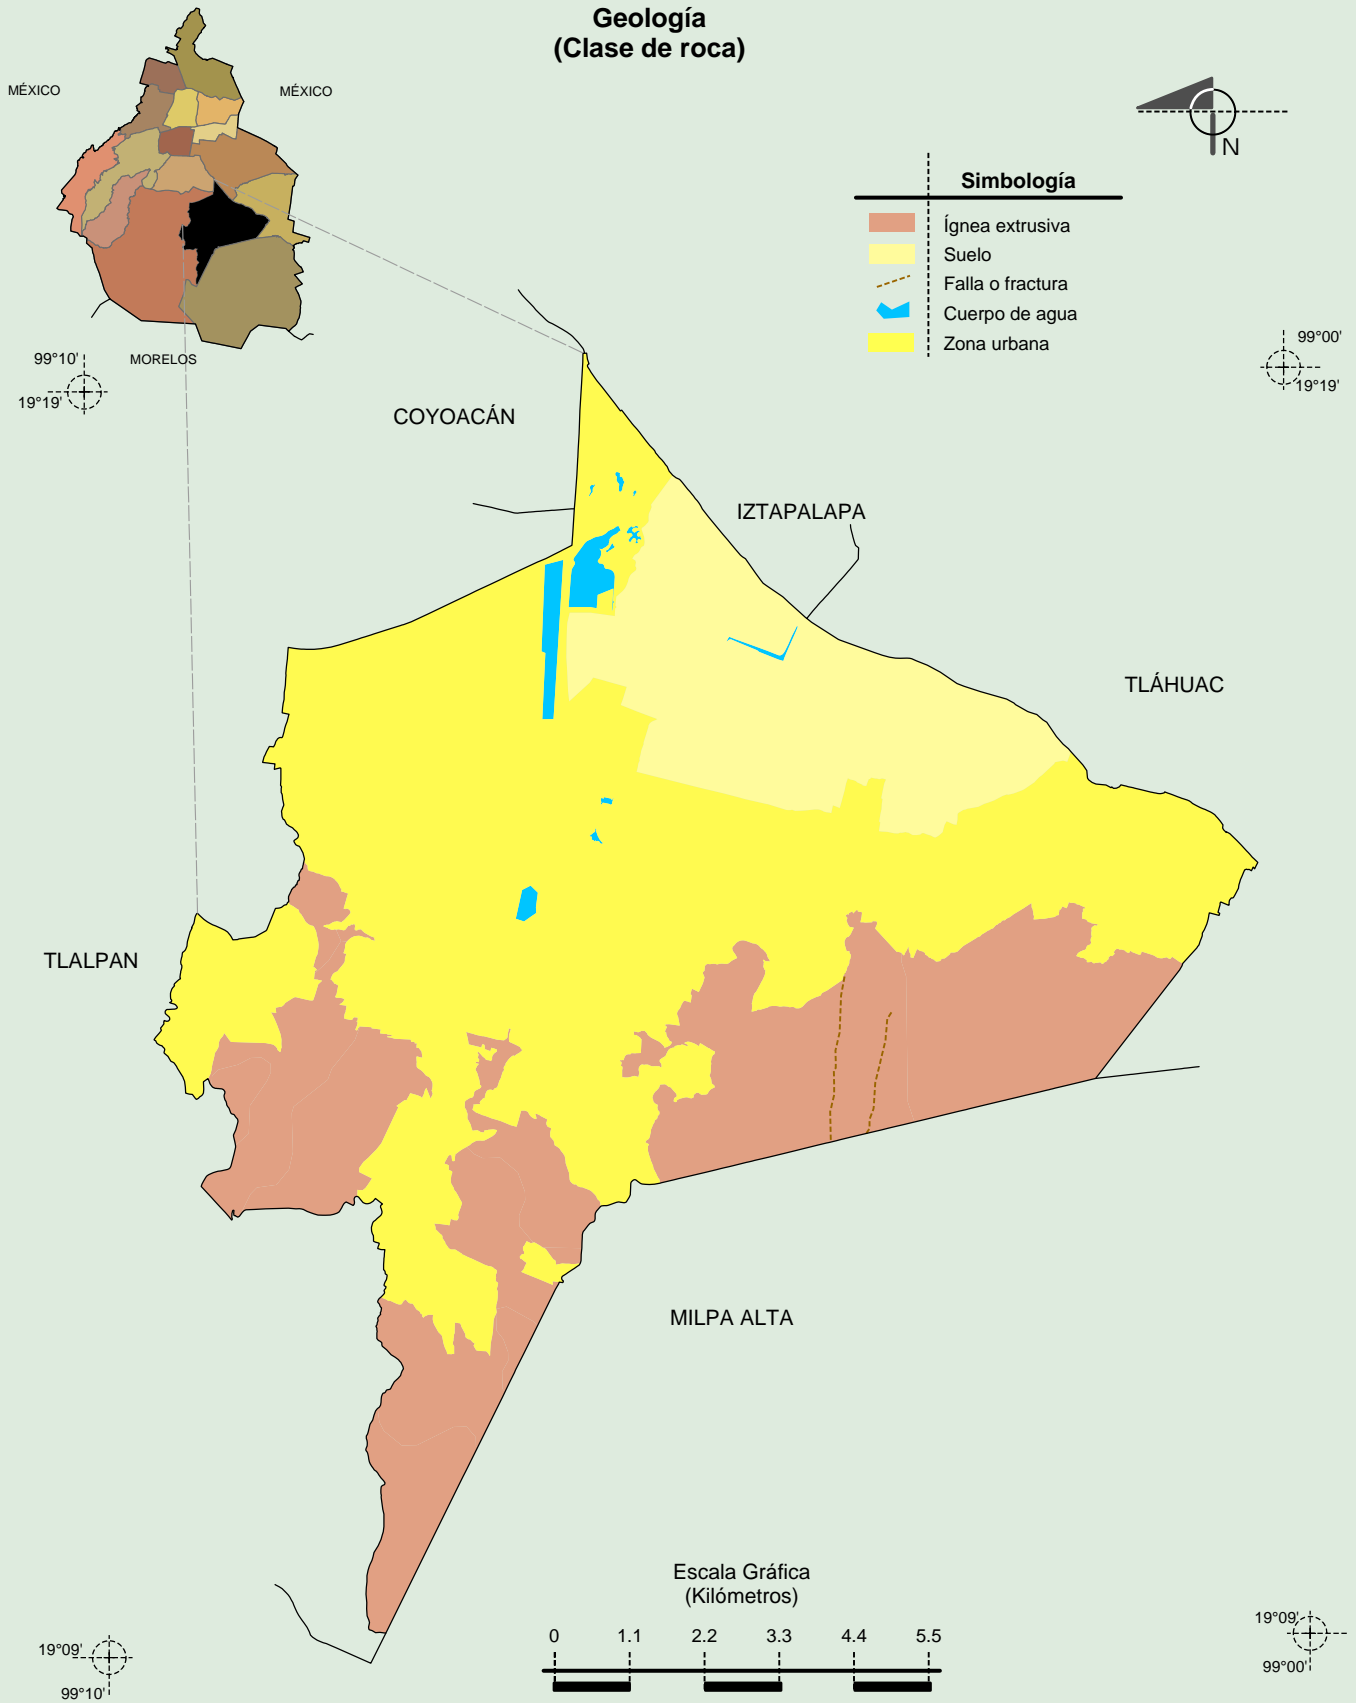 Geología
(Clase de roca)
MÉXICO
MÉXICO
MORELOS
N
Simbología
Ígnea extrusiva
Suelo
Falla o fractura
Cuerpo de agua
Zona urbana
99°10'
19°19'
99°00'
19°19'
COYOACÁN
IZTAPALAPA
TLÁHUAC
TLALPAN
MILPA ALTA
Escala Gráfica
(Kilómetros)
0 1.1 2.2 3.3 4.4 5.5
19°09'
99°10'
19°09'
99°00'